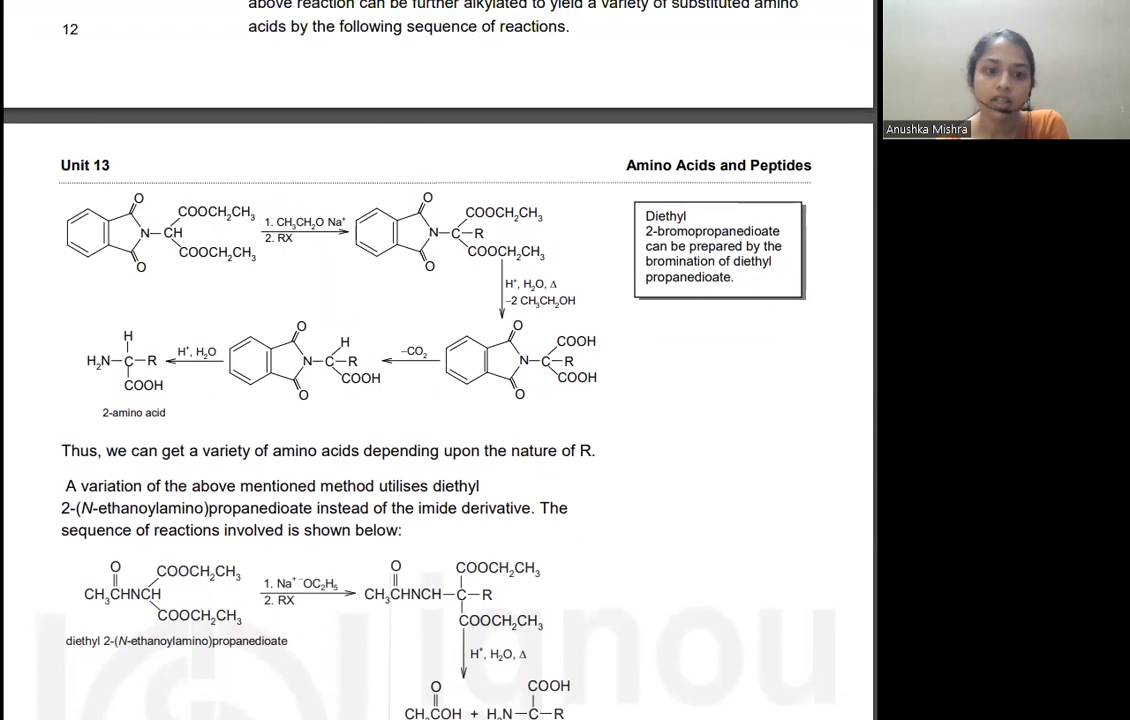 above reaction can be further alkylated to yield a variety of substituted amino
12
acids by the following sequence of reactions.
Anushka Mishra
Unit 13
Amino Acids and Peptides
O
COOCH2CH3
N–CH
COOCH2CH3
O
1. CH3CH2O Na+
2. RX
O
COOCH2CH3
N–C–R
COOCH2CH3
O
Diethyl
2-bromopropanedioate
can be prepared by the
bromination of diethyl
propanedioate.
H+, H2O, Δ
–2 CH3CH2OH
H
H2N–C–R
COOH
2-amino acid
H+, H2O
O
H
N–C–R
COOH
O
–CO2
O
COOH
N–C–R
COOH
O
Thus, we can get a variety of amino acids depending upon the nature of R.
A variation of the above mentioned method utilises diethyl
2-(N-ethanoylamino)propanedioate instead of the imide derivative. The
sequence of reactions involved is shown below:
O
COOCH2CH3
CH3CHNCH
COOCH2CH3
diethyl 2-(N-ethanoylamino)propanedioate
1. Na+ -OC2H5
2. RX
O
COOCH2CH3
CH3CHNCH–C–R
COOCH2CH3
H+, H2O, Δ
O
COOH
CH3COH + H2N–C–R
ignou